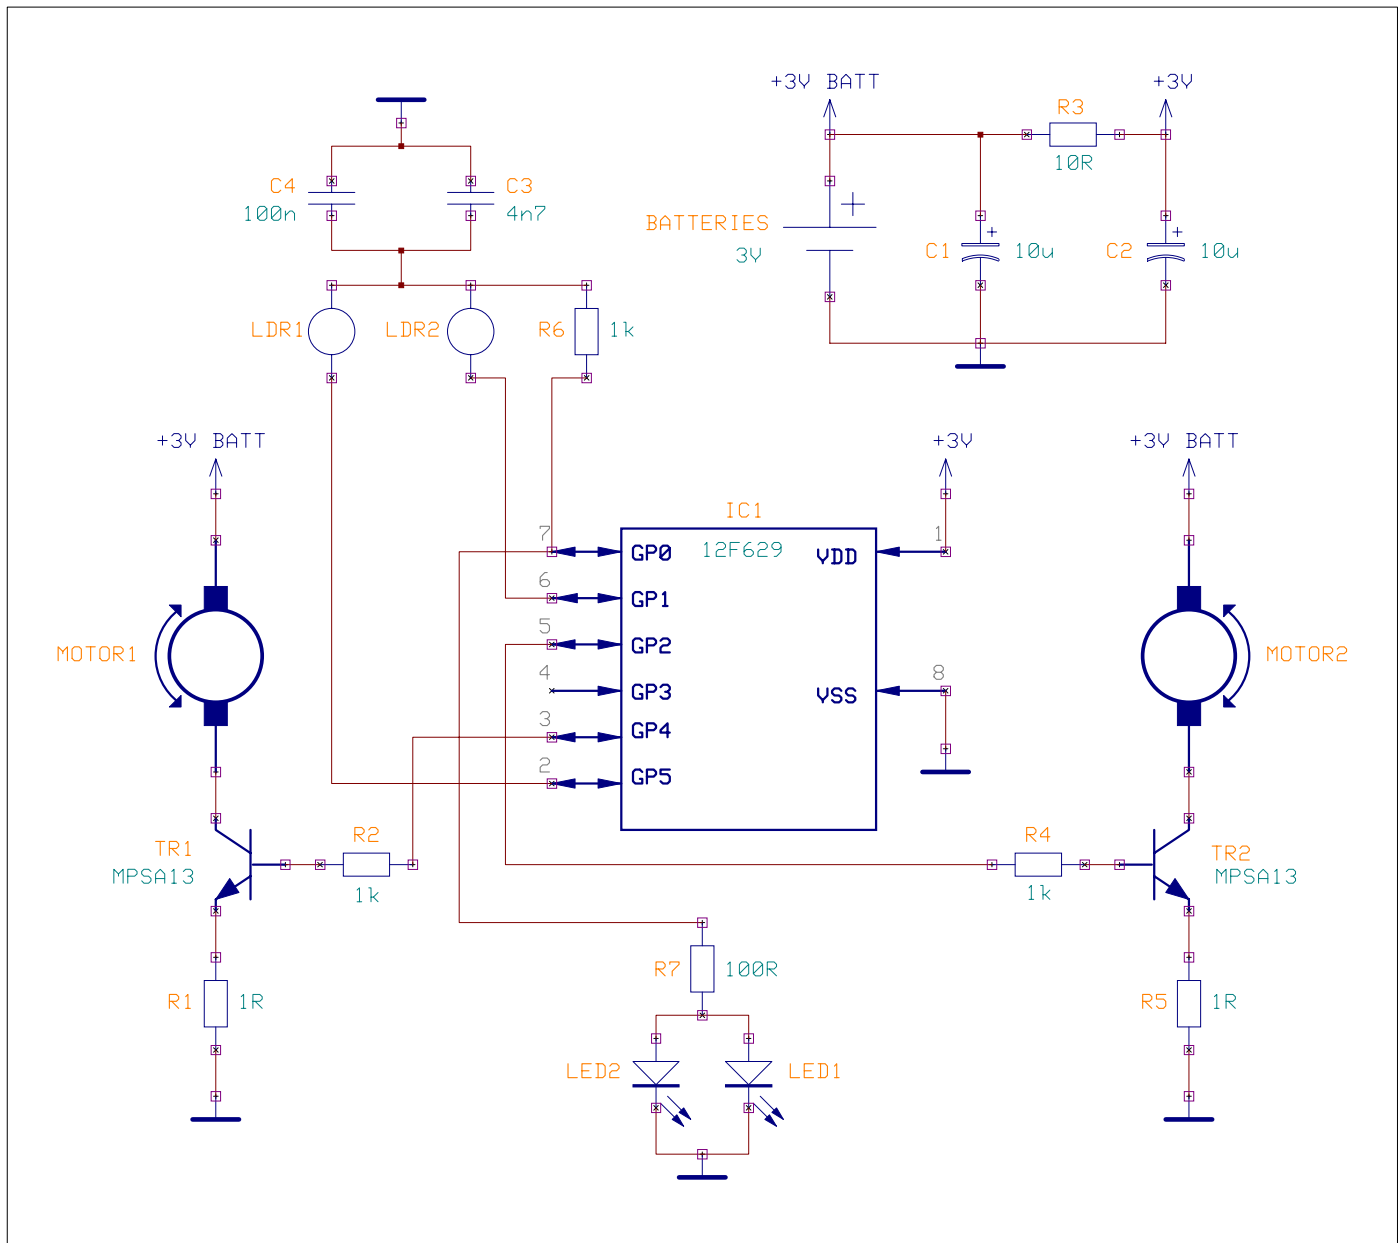 +3V BATT
+3V
R3
10R
C4
100n
C3
4n7
BATTERIES
3V
+
C1
+
10u
C2
+
10u
LDR1
LDR2
R6
1k
+3V BATT
+3V
+3V BATT
IC1
12F629
7
GP0
VDD
1
6
GP1
5
GP2
4
GP3
VSS
8
3
GP4
2
GP5
MOTOR1
MOTOR2
TR1
MPSA13
R2
1k
R4
1k
TR2
MPSA13
R7
100R
R1
1R
R5
1R
LED2
LED1